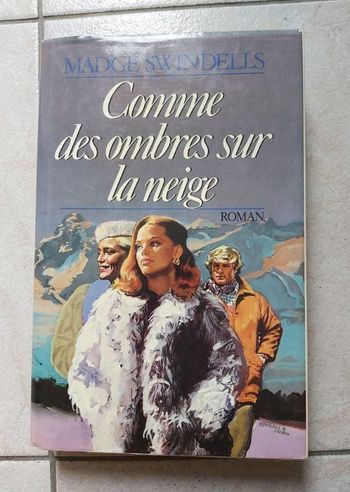 MADGE SWINDELLS
Comme
des ombres sur
la neige
ROMAN